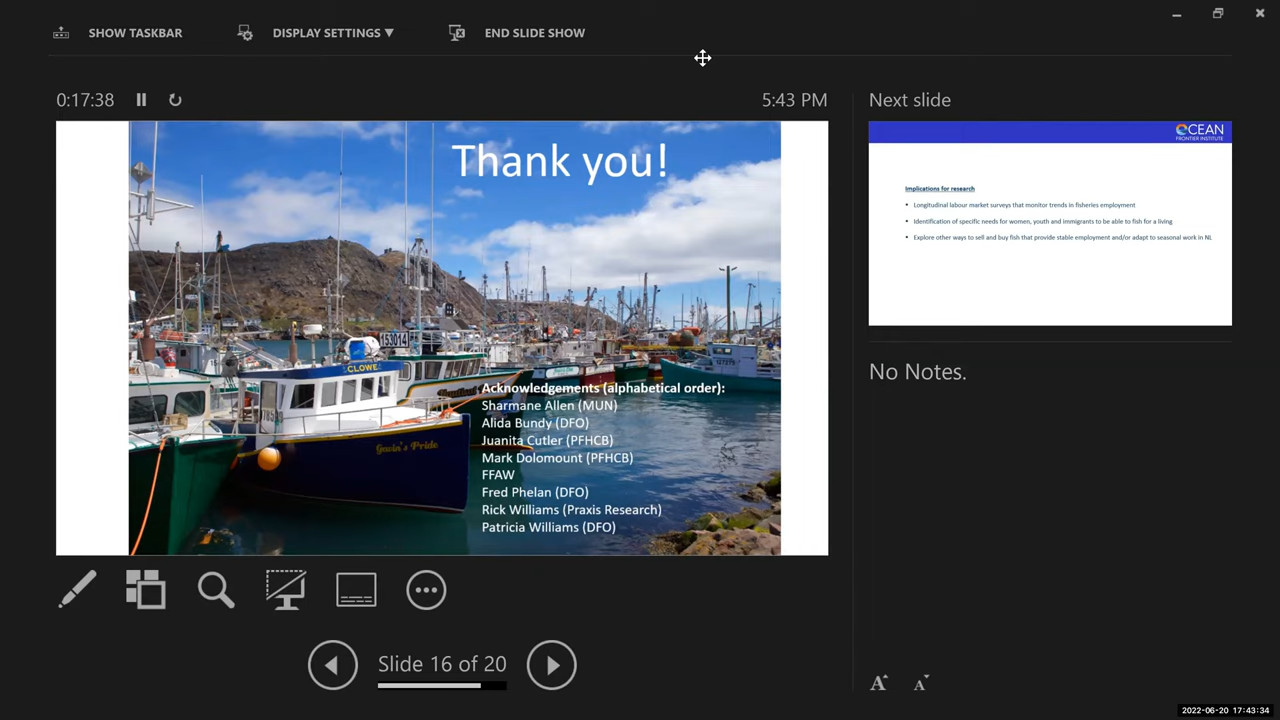 SHOW TASKBAR
DISPLAY SETTINGS ▼
END SLIDE SHOW
0:17:38
5:43 PM
Next slide
Thank you!
153014
CLOWE
Gavin's Pride
Acknowledgements (alphabetical order):
Sharmane Allen (MUN)
Alida Bundy (DFO)
Juanita Cutler (PFHCB)
Mark Dolomount (PFHCB)
FFAW
Fred Phelan (DFO)
Rick Williams (Praxis Research)
Patricia Williams (DFO)
OCEAN
FRONTIER INSTITUTE
Implications for research
• Longitudinal labour market surveys that monitor trends in fisheries employment
• Identification of specific needs for women, youth and immigrants to be able to fish for a living
• Explore other ways to sell and buy fish that provide stable employment and/or adapt to seasonal work in NL
No Notes.
Slide 16 of 20
A A
2022-06-20 17:43:34